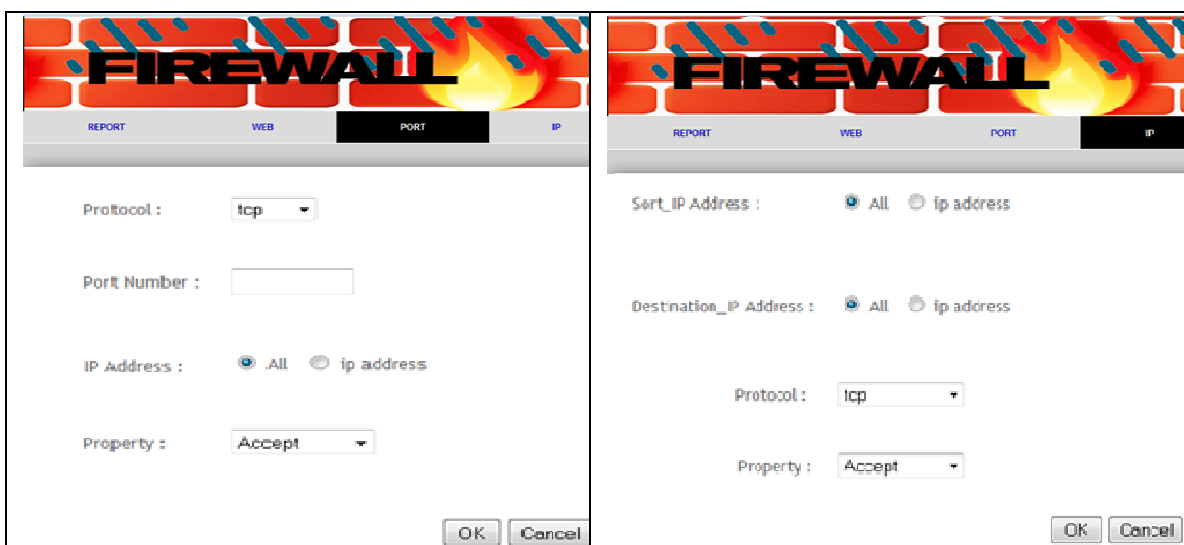 FIREWALL
REPORT WEB PORT IP
Protocol : tcp
Port Number :
IP Address : All ip address
Property : Accept
OK Cancel
FIREWALL
REPORT WEB PORT IP
Sort_IP Address : All ip address
Destination_IP Address : All ip address
Protocol : tcp
Property : Accept
OK Cancel